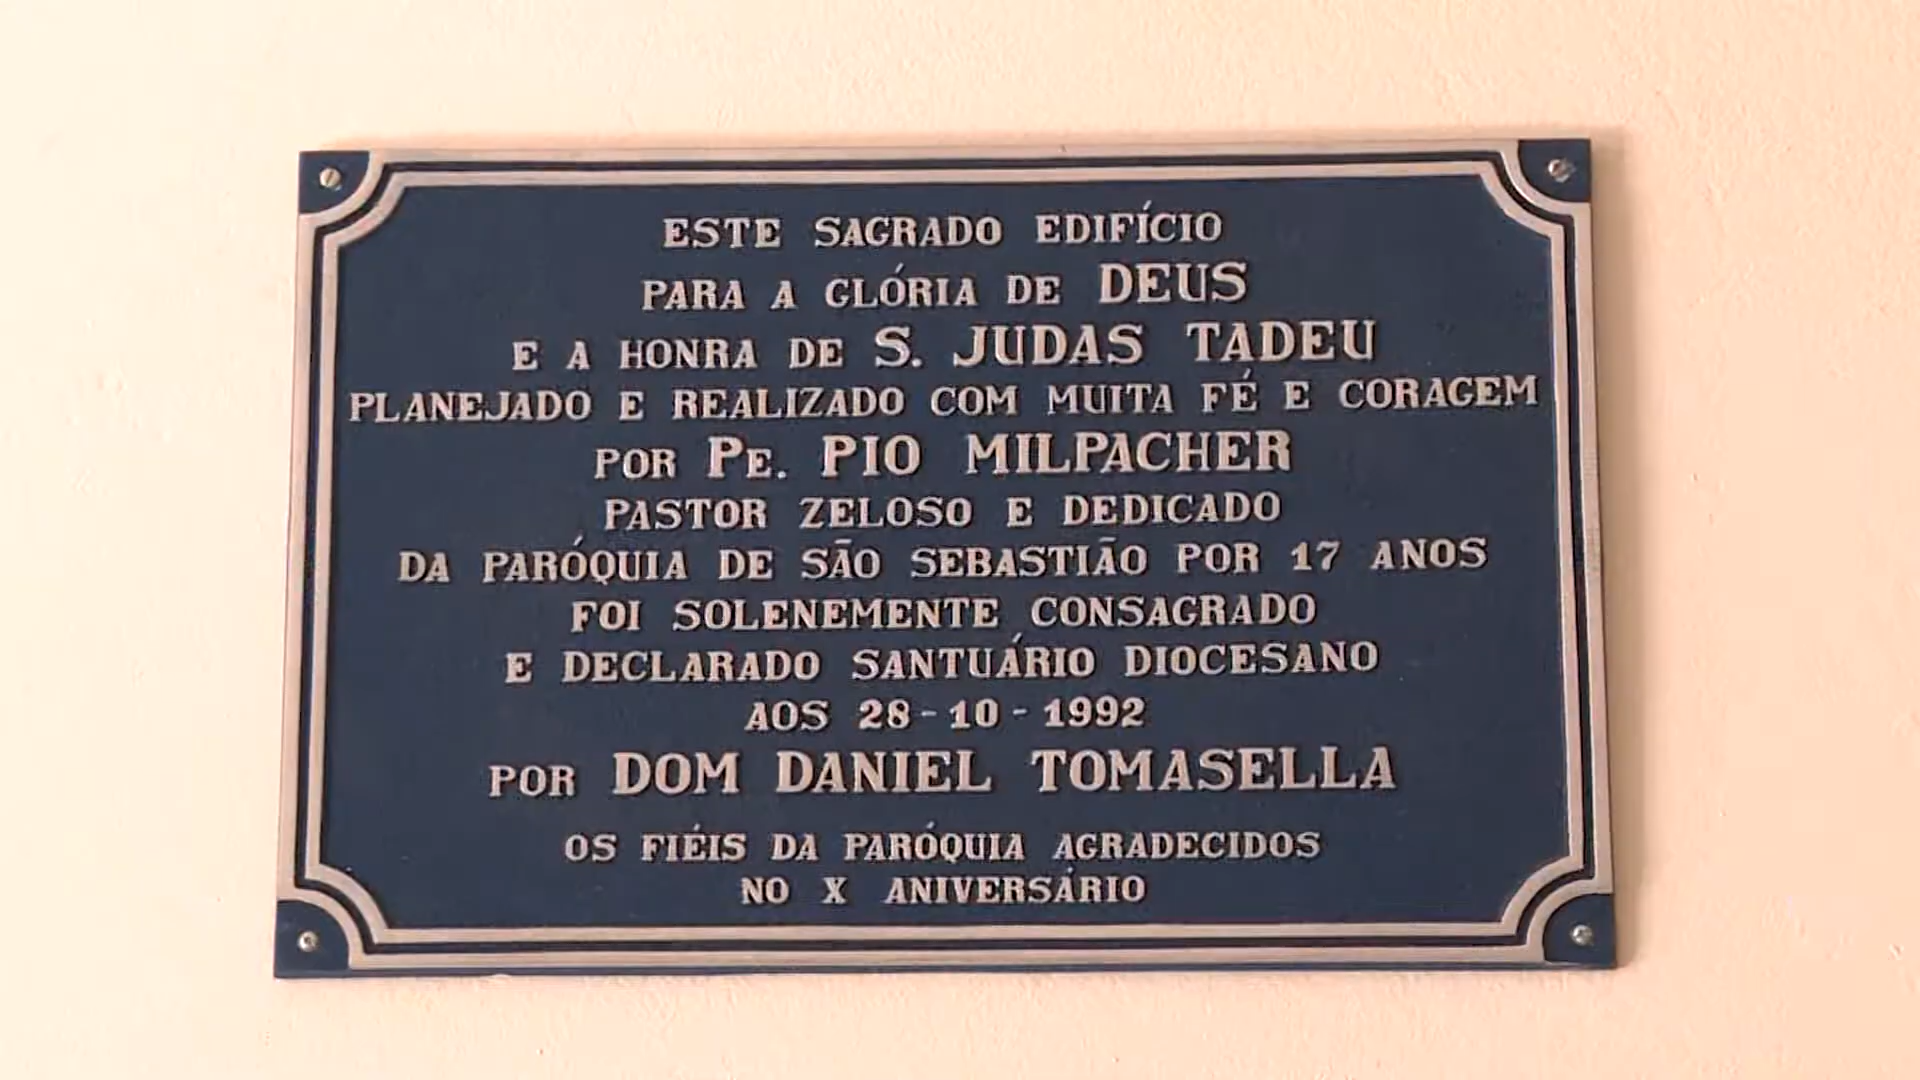 ESTE SAGRADO EDIFÍCIO
PARA A GLÓRIA DE DEUS
E A HONRA DE S. JUDAS TADEU
PLANEJADO E REALIZADO COM MUITA FÉ E CORAGEM
POR PE. PIO MILPACHER
PASTOR ZELOSO E DEDICADO
DA PARÓQUIA DE SÃO SEBASTIÃO POR 17 ANOS
FOI SOLENEMENTE CONSAGRADO
E DECLARADO SANTUÁRIO DIOCESANO
AOS 28-10-1992
POR DOM DANIEL TOMASELLA
OS FIÉIS DA PARÓQUIA AGRADECIDOS
NO X ANIVERSÁRIO